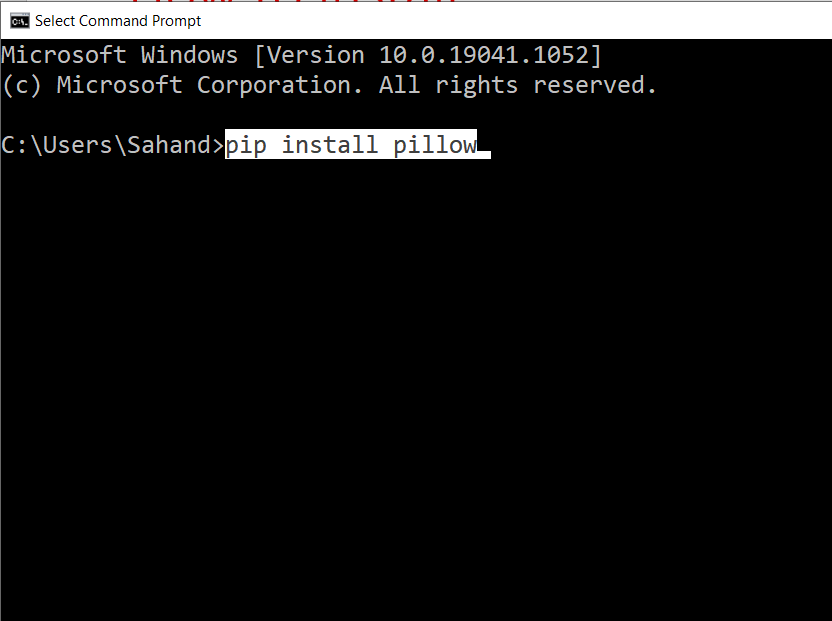 Select Command Prompt
Microsoft Windows [Version 10.0.19041.1052]
(c) Microsoft Corporation. All rights reserved.
C:\Users\Sahand>pip install pillow